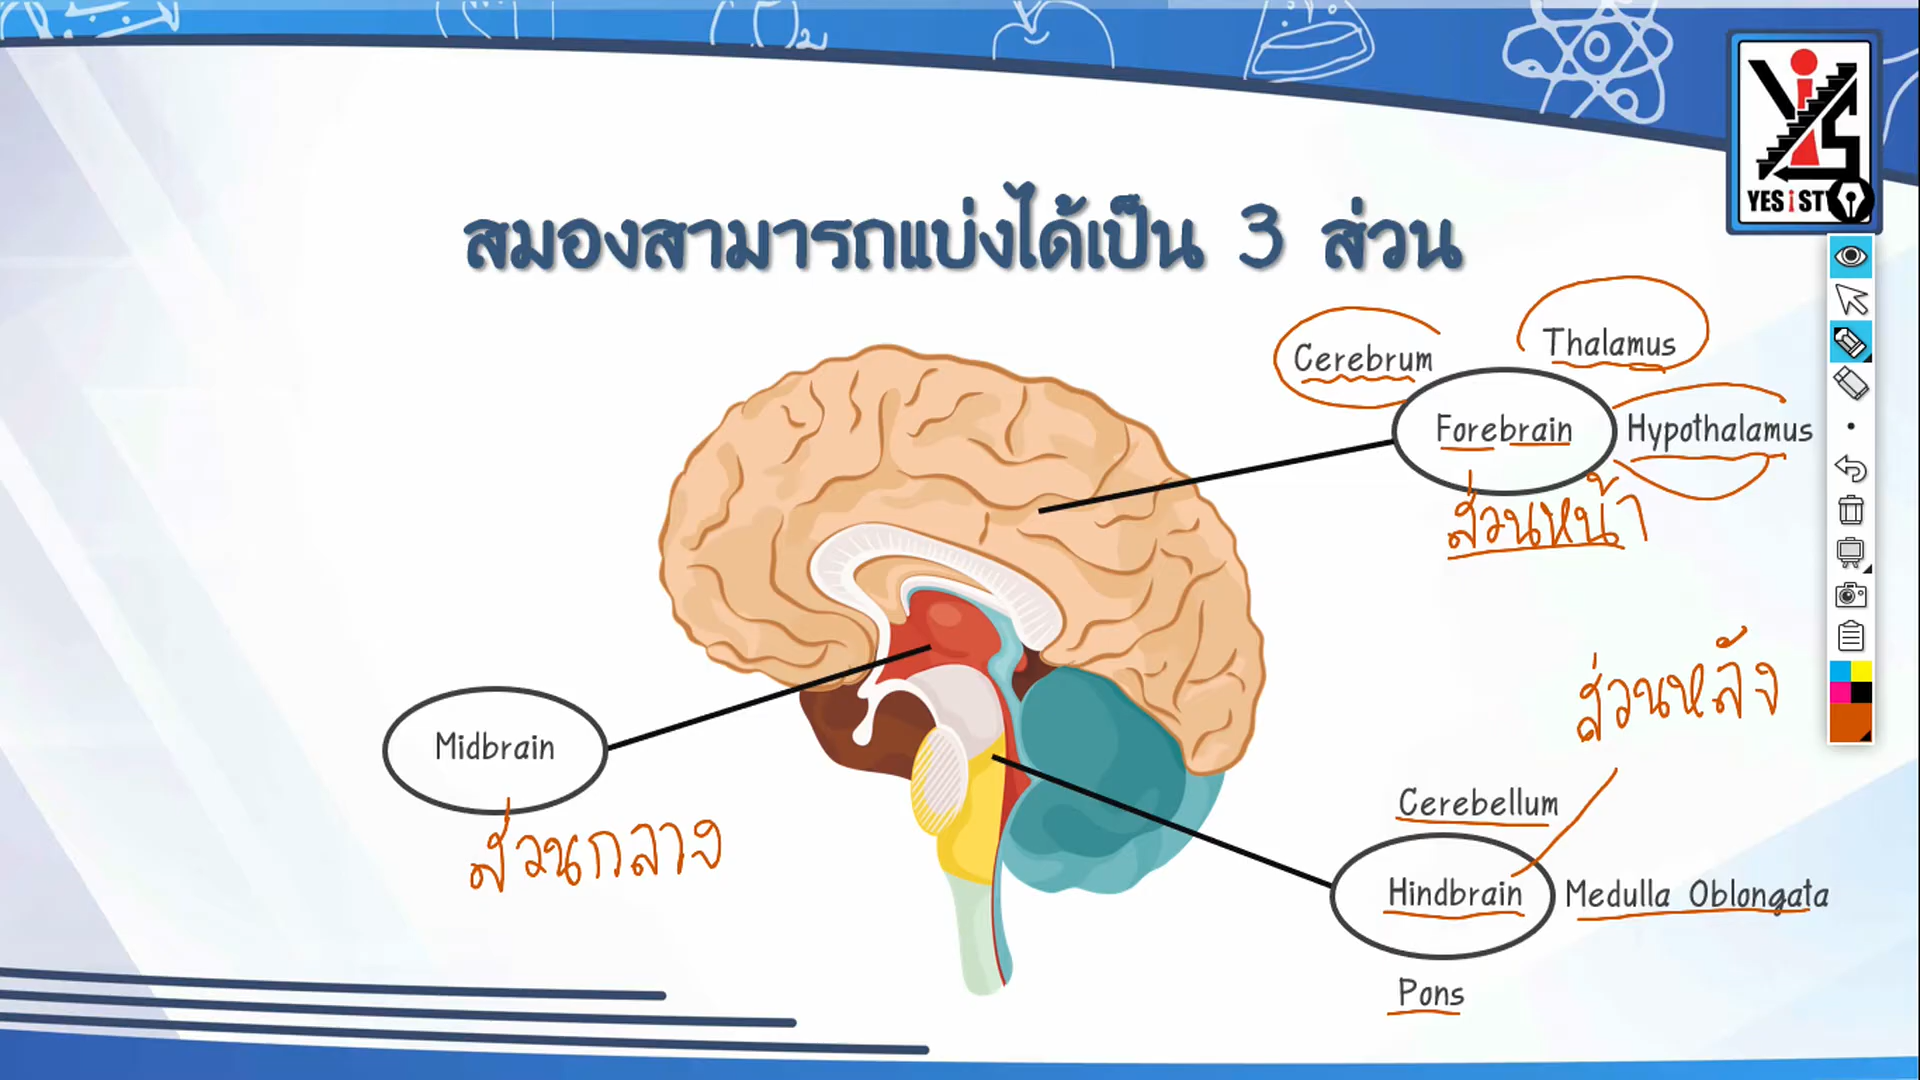 YES i ST
สมองสามารถแบ่งได้เป็น 3 ส่วน
Cerebrum
Thalamus
Forebrain
Hypothalamus
ส่วนหน้า
ส่วนหลัง
Midbrain
ส่วนกลาง
Cerebellum
Hindbrain
Medulla Oblongata
Pons